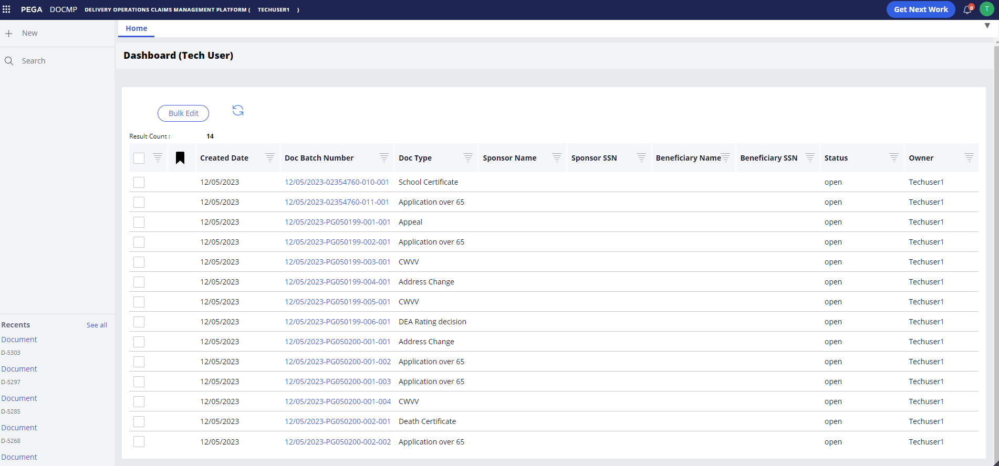 PEGA DOCMP DELIVERY OPERATIONS CLAIMS MANAGEMENT PLATFORM ( TECHUSER1 ) Get Next Work 0 T
New
Search
Home
Dashboard (Tech User)
Bulk Edit
Result Count : 14
Created Date Doc Batch Number Doc Type Sponsor Name Sponsor SSN Beneficiary Name Beneficiary SSN Status Owner
12/05/2023 12/05/2023-02354760-010-001 School Certificate open Techuser1
12/05/2023 12/05/2023-02354760-011-001 Application over 65 open Techuser1
12/05/2023 12/05/2023-PG050199-001-001 Appeal open Techuser1
12/05/2023 12/05/2023-PG050199-002-001 Application over 65 open Techuser1
12/05/2023 12/05/2023-PG050199-003-001 CWVV open Techuser1
12/05/2023 12/05/2023-PG050199-004-001 Address Change open Techuser1
12/05/2023 12/05/2023-PG050199-005-001 CWVV open Techuser1
12/05/2023 12/05/2023-PG050199-006-001 DEA Rating decision open Techuser1
12/05/2023 12/05/2023-PG050200-001-001 Address Change open Techuser1
12/05/2023 12/05/2023-PG050200-001-002 Application over 65 open Techuser1
12/05/2023 12/05/2023-PG050200-001-003 Application over 65 open Techuser1
12/05/2023 12/05/2023-PG050200-001-004 CWVV open Techuser1
12/05/2023 12/05/2023-PG050200-002-001 Death Certificate open Techuser1
12/05/2023 12/05/2023-PG050200-002-002 Application over 65 open Techuser1
Recents See all
Document
D-5303
Document
D-5297
Document
D-5285
Document
D-5268
Document